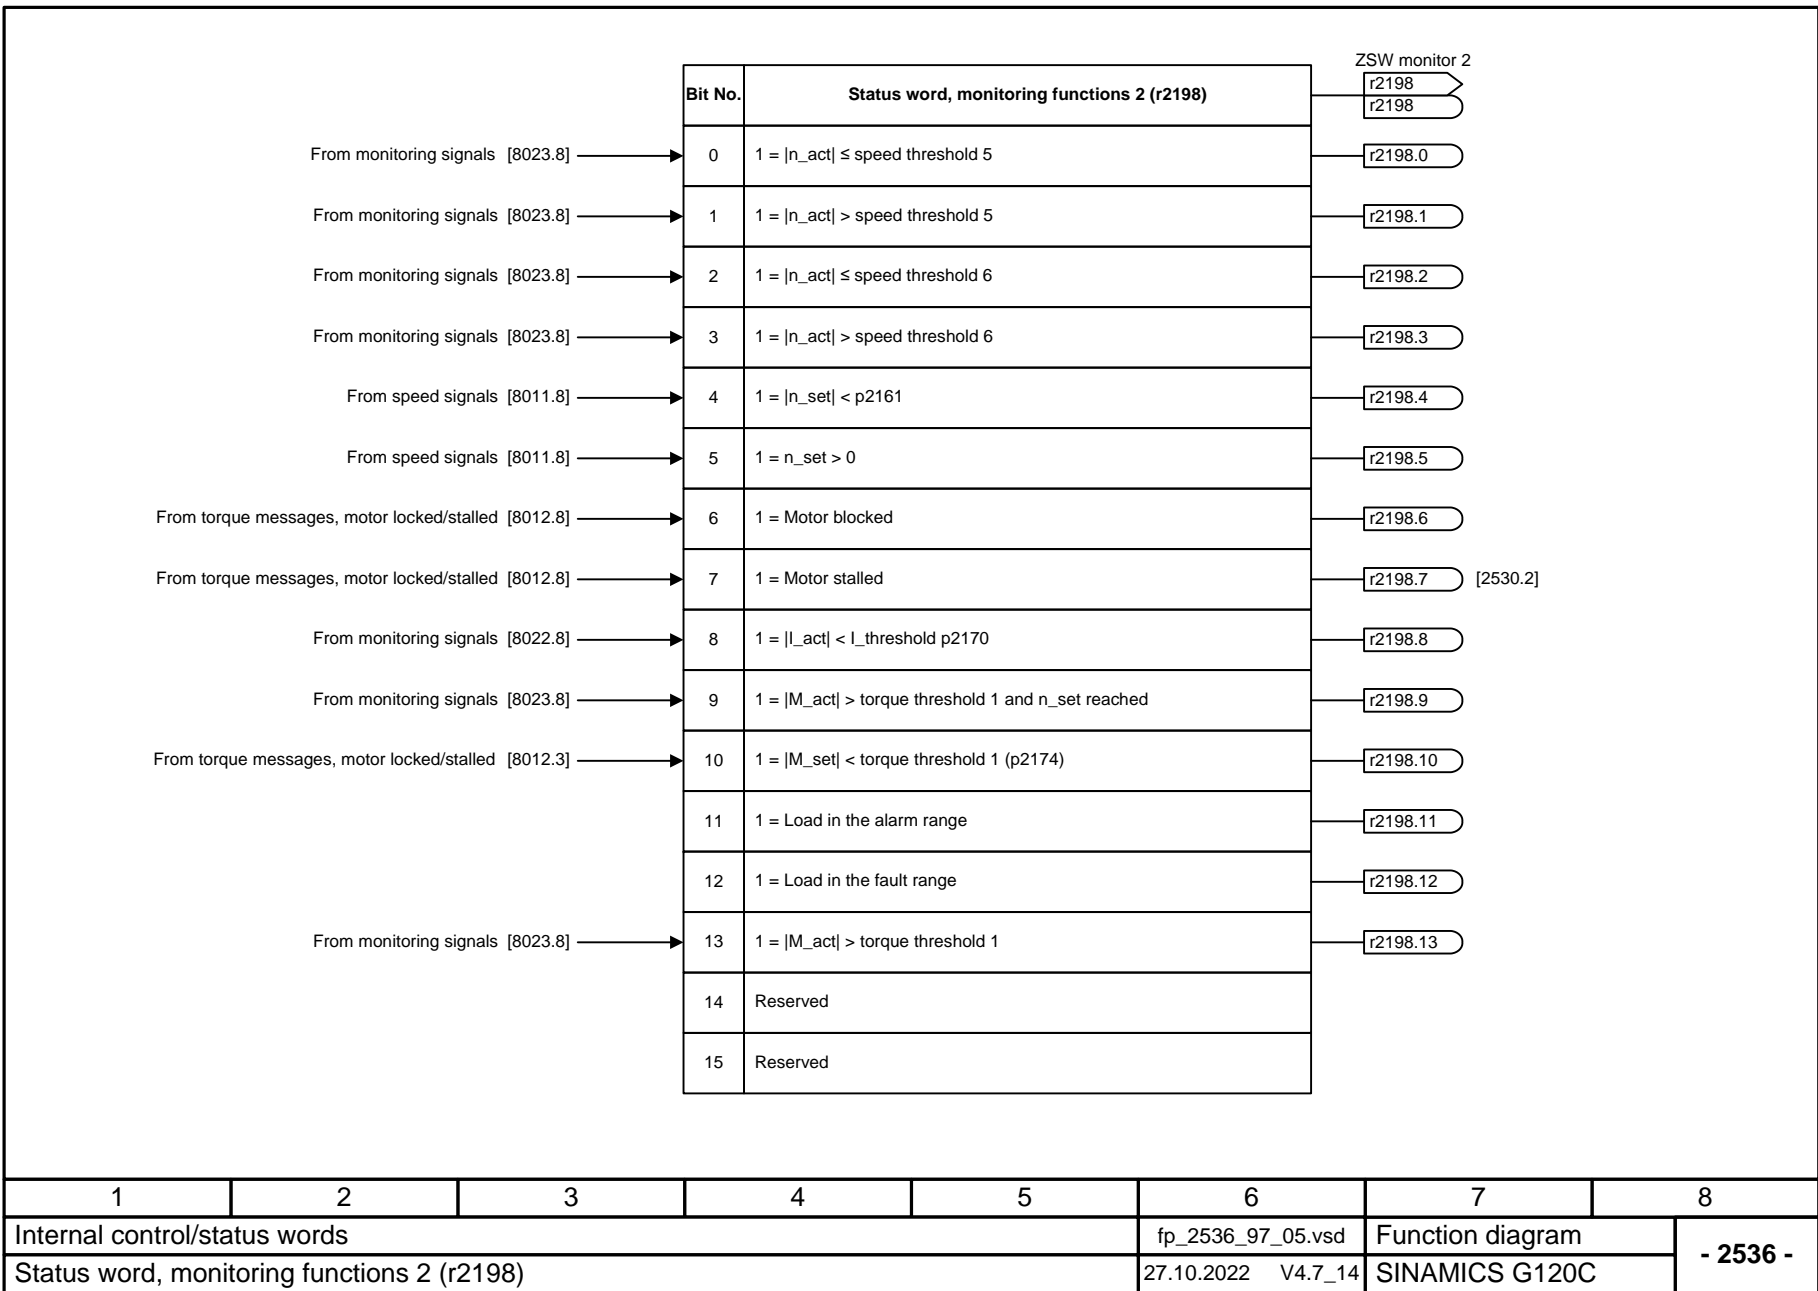 ZSW monitor 2
Bit No. Status word, monitoring functions 2 (r2198) r2198
r2198
From monitoring signals [8023.8] 0 1 = |n_act| ≤ speed threshold 5 r2198.0
From monitoring signals [8023.8] 1 1 = |n_act| > speed threshold 5 r2198.1
From monitoring signals [8023.8] 2 1 = |n_act| ≤ speed threshold 6 r2198.2
From monitoring signals [8023.8] 3 1 = |n_act| > speed threshold 6 r2198.3
From speed signals [8011.8] 4 1 = |n_set| < p2161 r2198.4
From speed signals [8011.8] 5 1 = n_set > 0 r2198.5
From torque messages, motor locked/stalled [8012.8] 6 1 = Motor blocked r2198.6
From torque messages, motor locked/stalled [8012.8] 7 1 = Motor stalled r2198.7 [2530.2]
From monitoring signals [8022.8] 8 1 = |I_act| < I_threshold p2170 r2198.8
From monitoring signals [8023.8] 9 1 = |M_act| > torque threshold 1 and n_set reached r2198.9
From torque messages, motor locked/stalled [8012.3] 10 1 = |M_set| < torque threshold 1 (p2174) r2198.10
11 1 = Load in the alarm range r2198.11
12 1 = Load in the fault range r2198.12
From monitoring signals [8023.8] 13 1 = |M_act| > torque threshold 1 r2198.13
14 Reserved
15 Reserved
1 2 3 4 5 6 7 8
Internal control/status words fp_2536_97_05.vsd Function diagram - 2536 -
Status word, monitoring functions 2 (r2198) 27.10.2022 V4.7_14 SINAMICS G120C